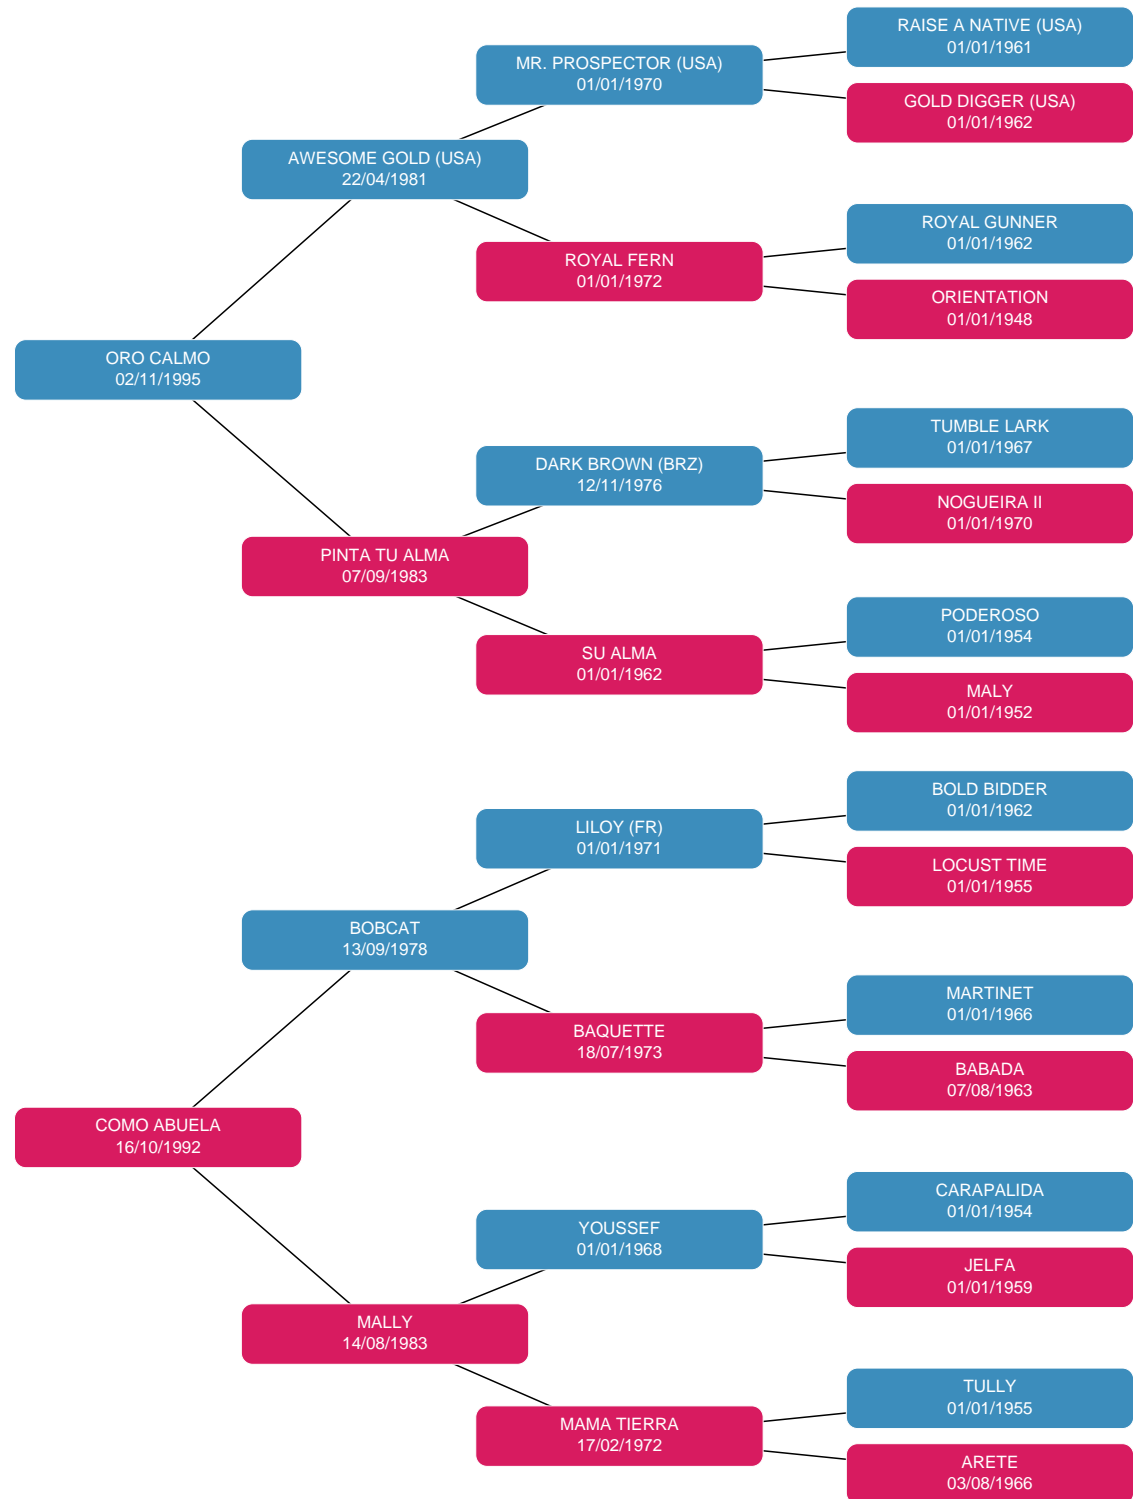 RAISE A NATIVE (USA)
01/01/1961
MR. PROSPECTOR (USA)
01/01/1970
GOLD DIGGER (USA)
01/01/1962
AWESOME GOLD (USA)
22/04/1981
ROYAL GUNNER
01/01/1962
ROYAL FERN
01/01/1972
ORIENTATION
01/01/1948
ORO CALMO
02/11/1995
TUMBLE LARK
01/01/1967
DARK BROWN (BRZ)
12/11/1976
NOGUEIRA II
01/01/1970
PINTA TU ALMA
07/09/1983
PODEROSO
01/01/1954
SU ALMA
01/01/1962
MALY
01/01/1952
BOLD BIDDER
01/01/1962
LILOY (FR)
01/01/1971
LOCUST TIME
01/01/1955
BOBCAT
13/09/1978
MARTINET
01/01/1966
BAQUETTE
18/07/1973
BABADA
07/08/1963
COMO ABUELA
16/10/1992
CARAPALIDA
01/01/1954
YOUSSEF
01/01/1968
JELFA
01/01/1959
MALLY
14/08/1983
TULLY
01/01/1955
MAMA TIERRA
17/02/1972
ARETE
03/08/1966